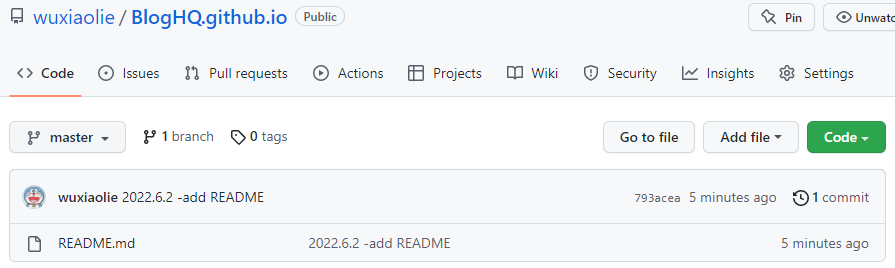 wuxiaolie / BlogHQ.github.io Public Pin
Code Issues Pull requests Actions Projects Wiki Security Insights Settings
master 1 branch 0 tags Go to file Add file Code
wuxiaolie 2022.6.2 -add README 793acea 5 minutes ago 1 commit
README.md 2022.6.2 -add README 5 minutes ago